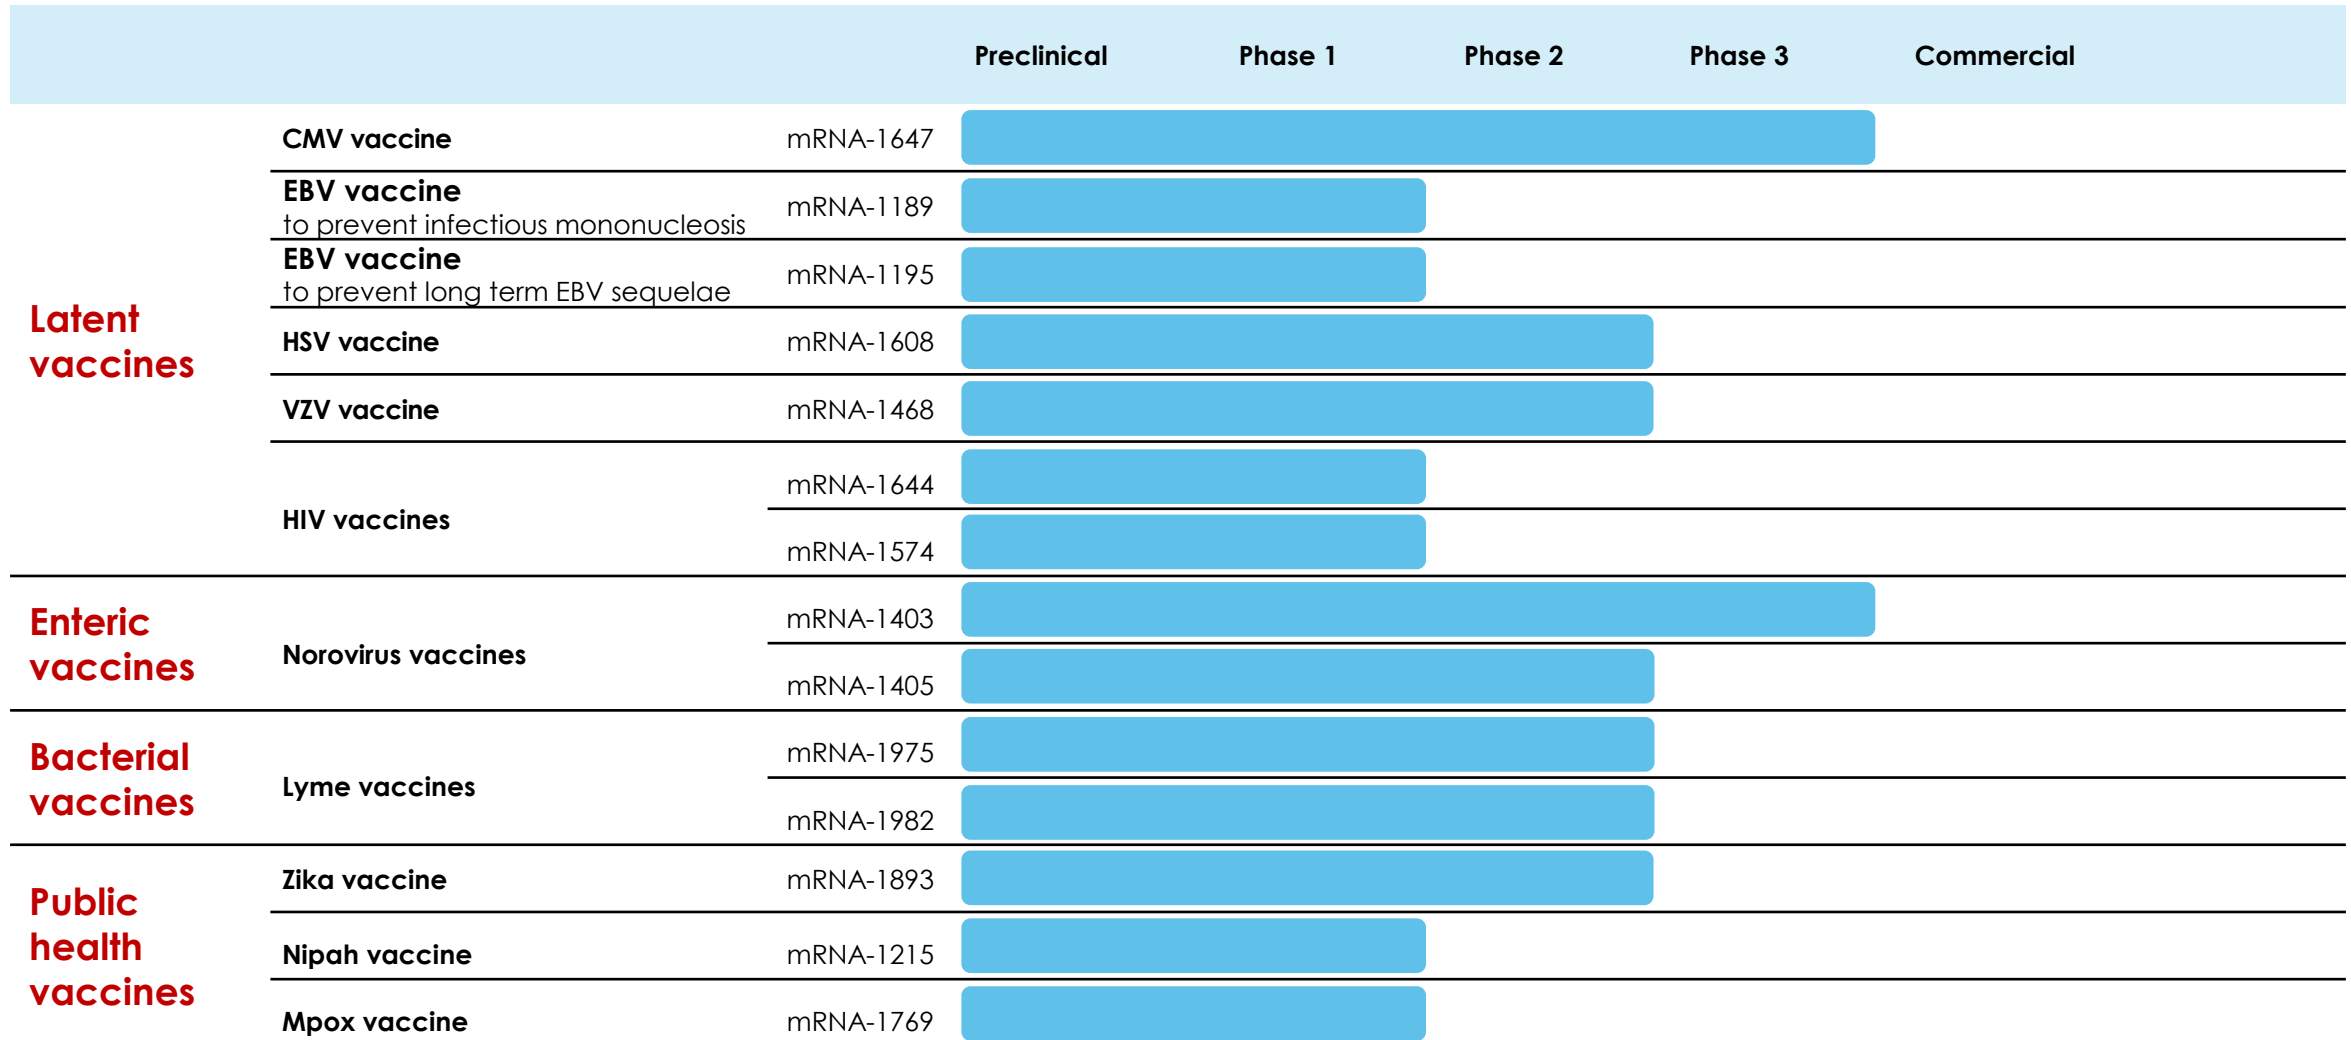 Preclinical Phase 1 Phase 2 Phase 3 Commercial
Latent
vaccines
CMV vaccine mRNA-1647
EBV vaccine
to prevent infectious mononucleosis
mRNA-1189
EBV vaccine
to prevent long term EBV sequelae
mRNA-1195
HSV vaccine mRNA-1608
VZV vaccine mRNA-1468
HIV vaccines
mRNA-1644
mRNA-1574
Enteric
vaccines
Norovirus vaccines
mRNA-1403
mRNA-1405
Bacterial
vaccines
Lyme vaccines
mRNA-1975
mRNA-1982
Public
health
vaccines
Zika vaccine mRNA-1893
Nipah vaccine mRNA-1215
Mpox vaccine mRNA-1769